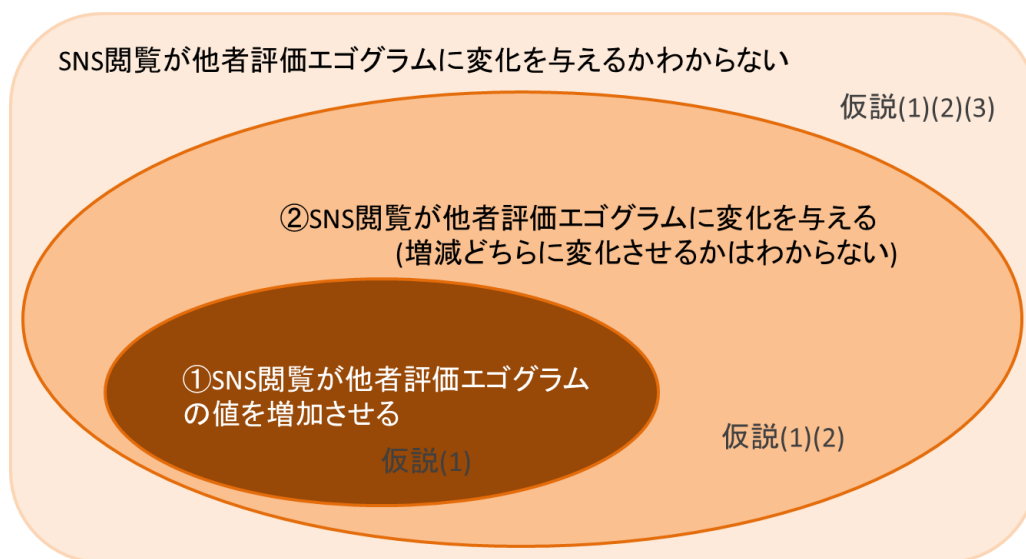 SNS閲覧が他者評価エゴグラムに変化を与えるかわからない
仮説(1)(2)(3)
②SNS閲覧が他者評価エゴグラムに変化を与える
(増減どちらに変化させるかはわからない)
①SNS閲覧が他者評価エゴグラム
の値を増加させる
仮説(1)(2)
仮説(1)